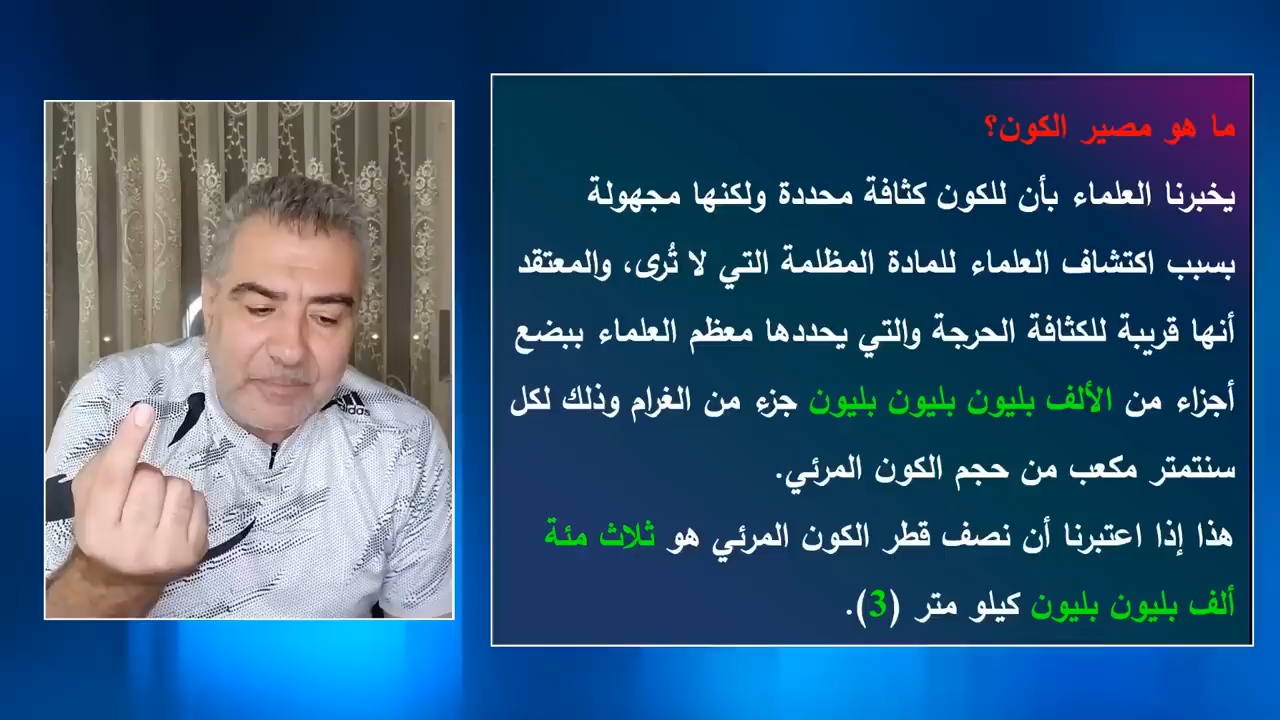 ما هو مصير الكون؟
يخبرنا العلماء بأن للكون كثافة محددة ولكنها مجهولة
بسبب اكتشاف العلماء للمادة المظلمة التي لا تُرى، والمعتقد
أنها قريبة للكثافة الحرجة والتي يحددها معظم العلماء ببضع
أجزاء من الألف بليون بليون بليون جزء من الغرام وذلك لكل
سنتمتر مكعب من حجم الكون المرئي.
هذا إذا اعتبرنا أن نصف قطر الكون المرئي هو ثلاث مئة
ألف بليون بليون كيلو متر (3).
adidas